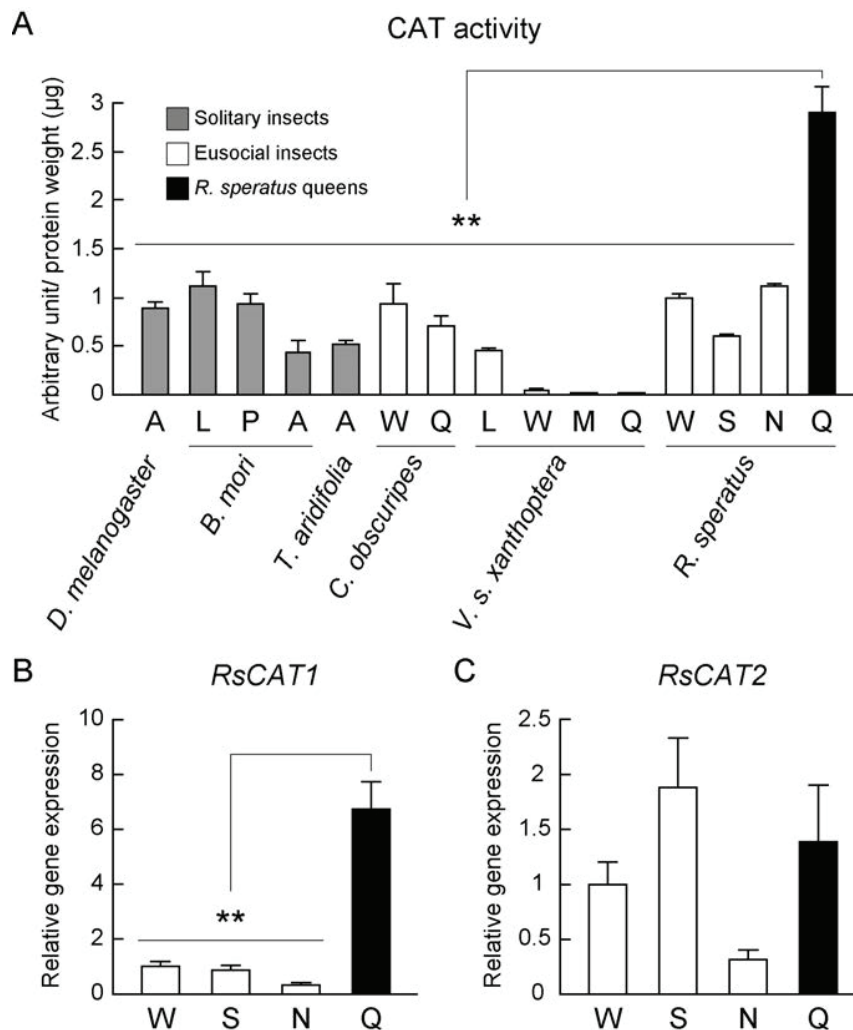 A
CAT activity
Arbitrary unit/ protein weight (μg)
3
2.5
2
1.5
1
0.5
0
Solitary insects
Eusocial insects
R. speratus queens
**
A L P A A W Q L W M Q W S N Q
D. melanogaster
B. mori
T. aridifolia
C. obscuripes
V. s. xanthoptera
R. speratus
B
RsCAT1
Relative gene expression
10
8
6
4
2
0
**
W S N Q
C
RsCAT2
Relative gene expression
2.5
2
1.5
1
0.5
0
W S N Q